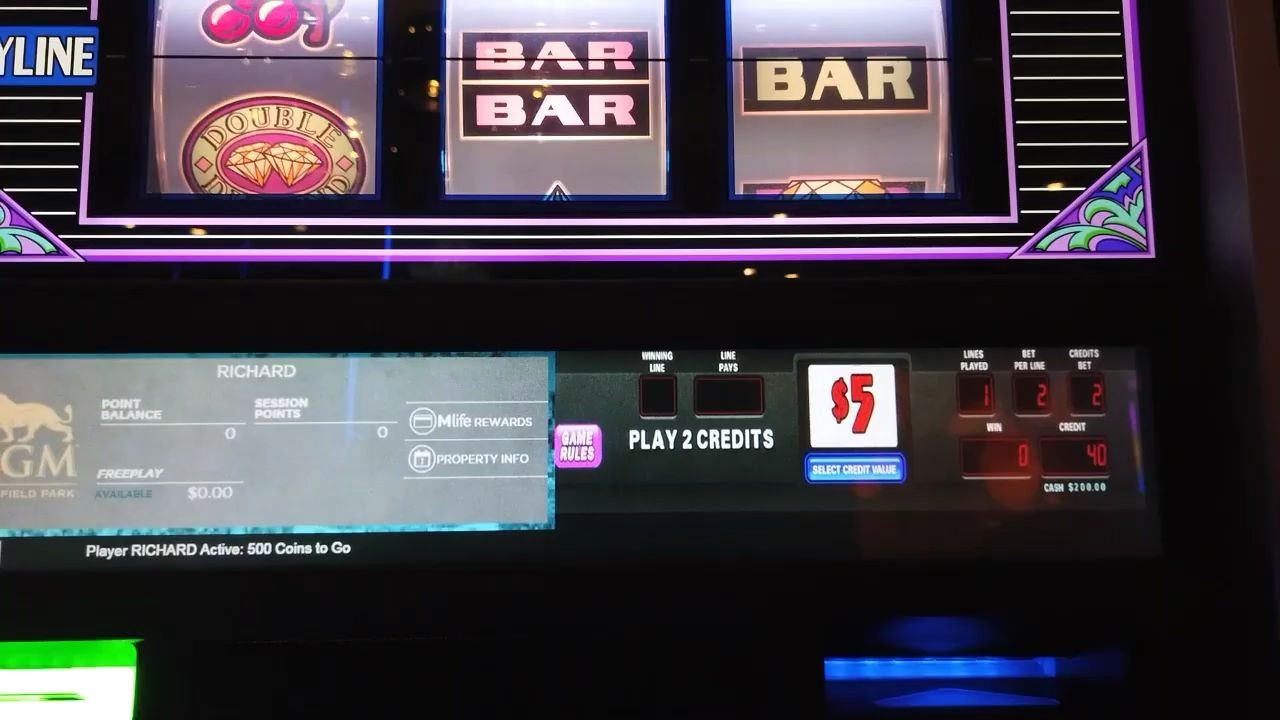 YLINE
BAR
BAR
BAR
DOUBLE
RICHARD
POINT
BALANCE
0
SESSION
POINTS
0
FREEPLAY
AVAILABLE $0.00
Mlife REWARDS
PROPERTY INFO
GM
FIELD PARK
Player RICHARD Active: 500 Coins to Go
GAME
RULES
WINNING
LINE
LINE
PAYS
PLAY 2 CREDITS
$5
SELECT CREDIT VALUE
LINES
PLAYED
1
BET
PER LINE
2
CREDITS
BET
2
WIN
0
CREDIT
40
CASH $200.00